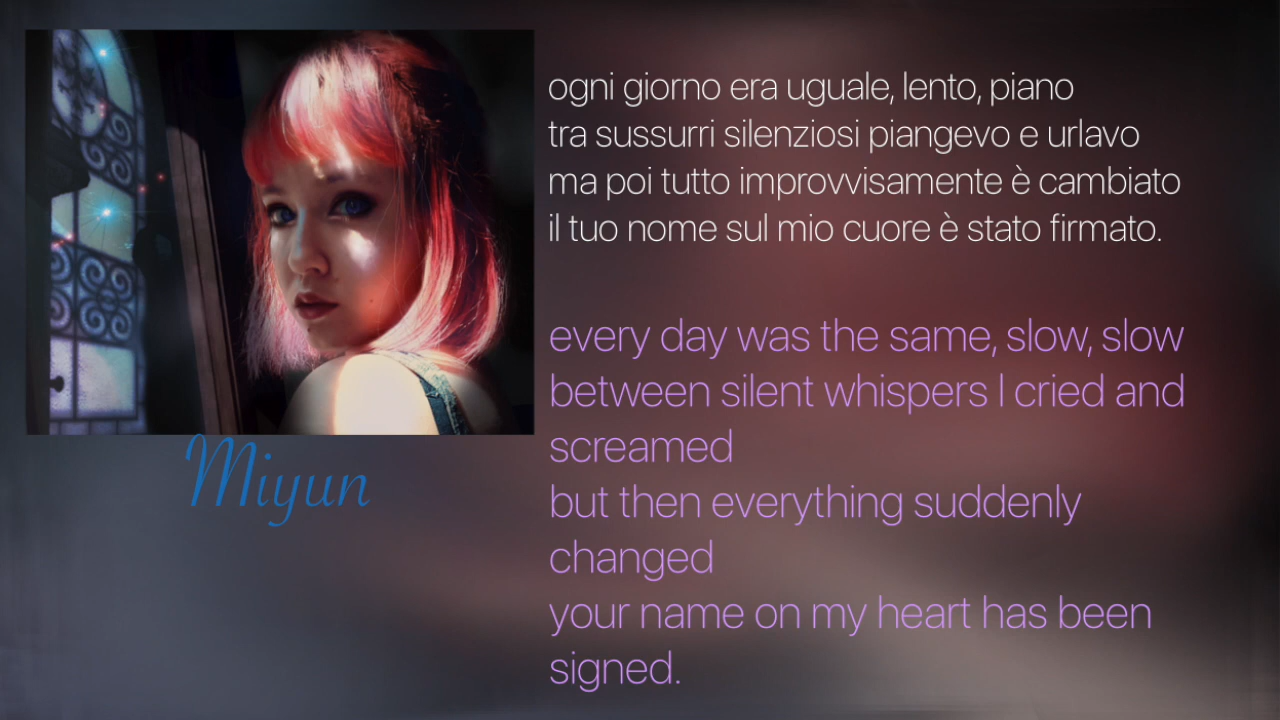 ogni giorno era uguale, lento, piano
tra sussurri silenziosi piangevo e urlavo
ma poi tutto improvvisamente è cambiato
il tuo nome sul mio cuore è stato firmato.
every day was the same, slow, slow
between silent whispers I cried and
screamed
but then everything suddenly
changed
your name on my heart has been
signed.
Miyun